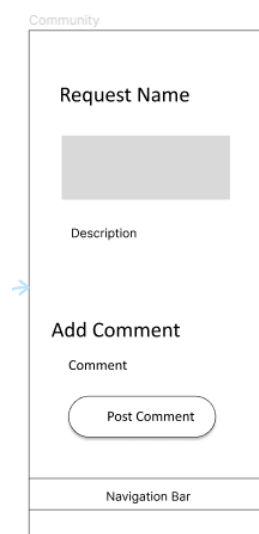 Community
Request Name
Description
Add Comment
Comment
Post Comment
Navigation Bar